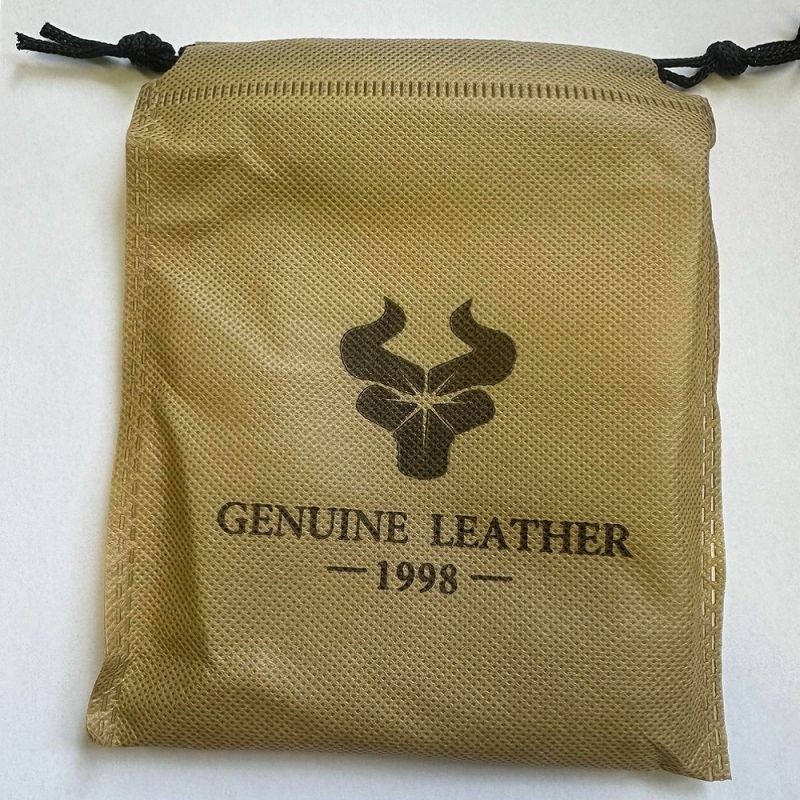 GENUINE LEATHER
— 1998 —